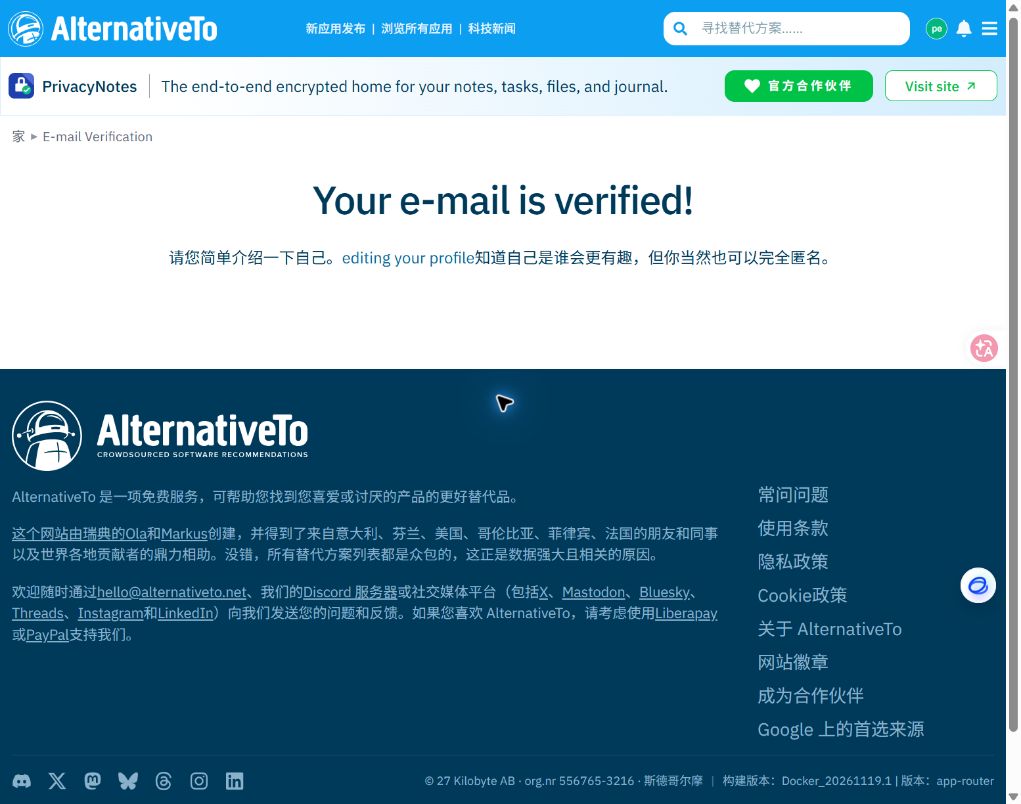 AlternativeTo
新应用发布 | 浏览所有应用 | 科技新闻
寻找替代方案......
pe
PrivacyNotes
The end-to-end encrypted home for your notes, tasks, files, and journal.
官方合作伙伴
Visit site
家 ▸ E-mail Verification
Your e-mail is verified!
请您简单介绍一下自己。editing your profile知道自己是谁会更有趣，但你当然也可以完全匿名。
AlternativeTo
CROWDSOURCED SOFTWARE RECOMMENDATIONS
AlternativeTo 是一项免费服务，可帮助您找到您喜爱或讨厌的产品的更好替代品。
这个网站由瑞典的Ola和Markus创建，并得到了来自意大利、芬兰、美国、哥伦比亚、菲律宾、法国的朋友和同事
以及世界各地贡献者的鼎力相助。没错，所有替代方案列表都是众包的，这正是数据强大且相关的原因。
欢迎随时通过hello@alternativeto.net、我们的Discord 服务器或社交媒体平台（包括X、Mastodon、Bluesky、
Threads、Instagram和LinkedIn）向我们发送您的问题和反馈。如果您喜欢 AlternativeTo，请考虑使用Liberapay
或PayPal支持我们。
常问问题
使用条款
隐私政策
Cookie政策
关于 AlternativeTo
网站徽章
成为合作伙伴
Google 上的首选来源
© 27 Kilobyte AB · org.nr 556765-3216 · 斯德哥尔摩 | 构建版本：Docker_20261119.1 | 版本：app-router